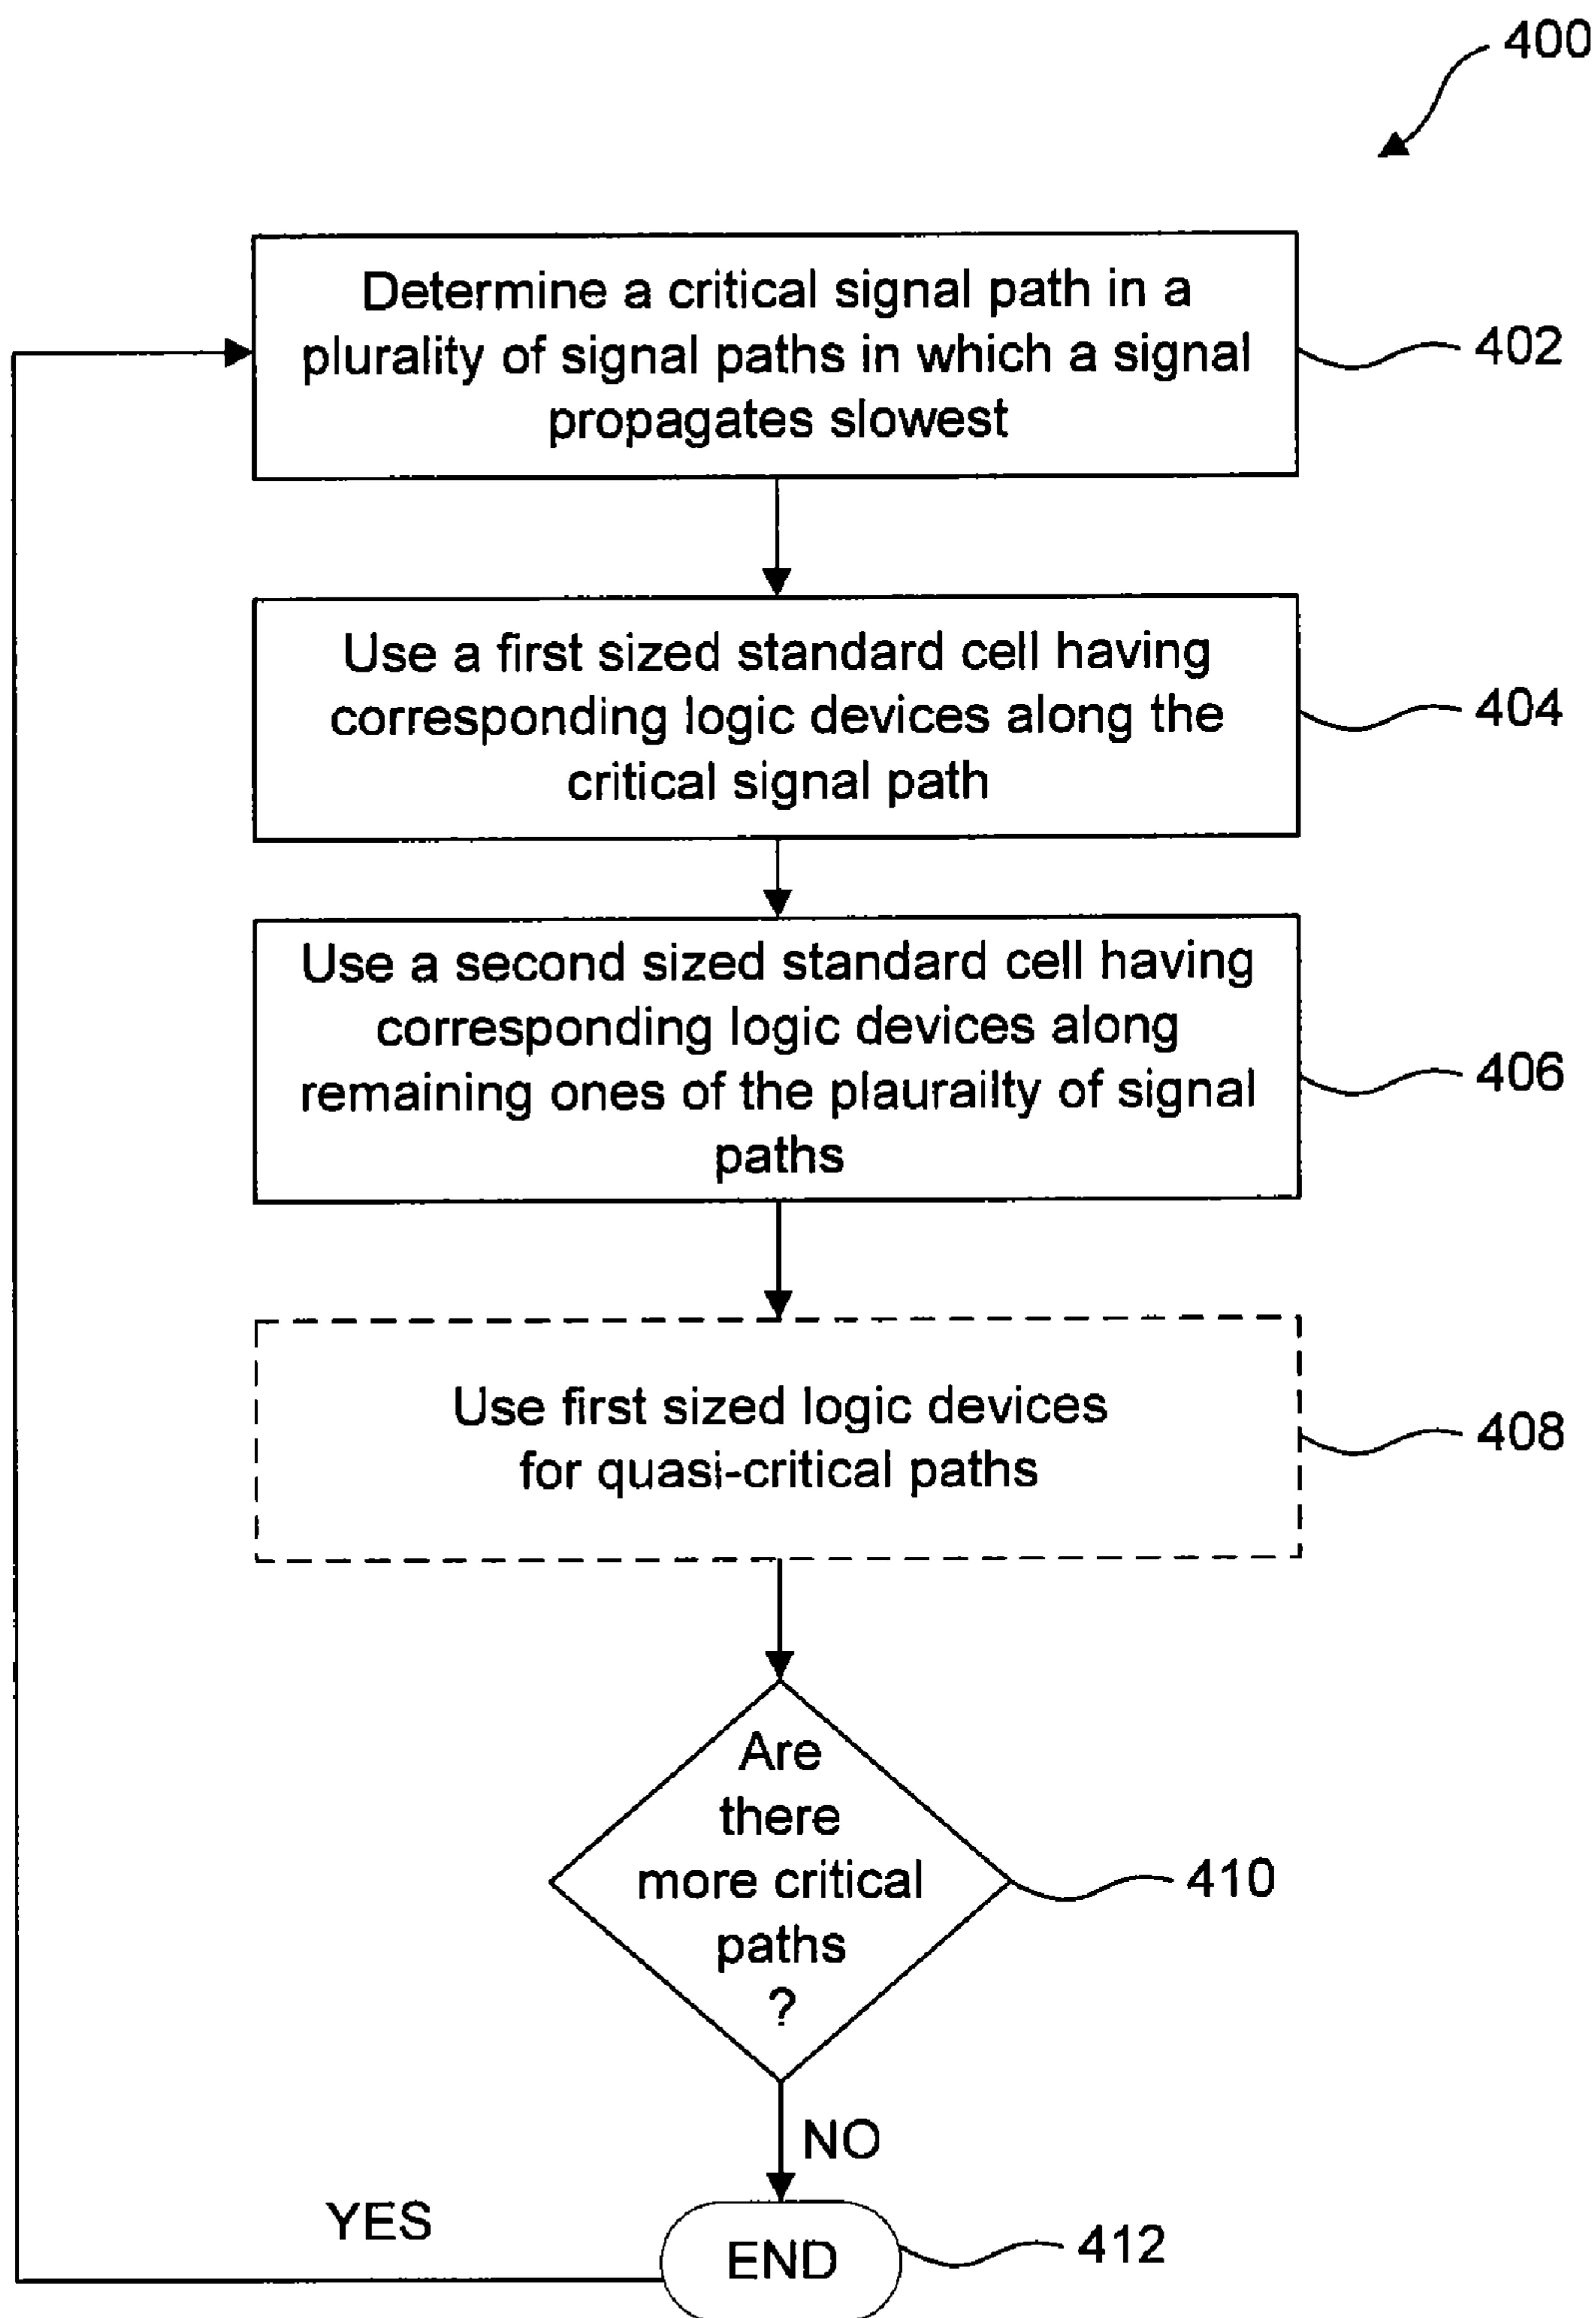 400
Determine a critical signal path in a
plurality of signal paths in which a signal
propagates slowest
402
Use a first sized standard cell having
corresponding logic devices along the
critical signal path
404
Use a second sized standard cell having
corresponding logic devices along
remaining ones of the plaurailty of signal
paths
406
Use first sized logic devices
for quasi-critical paths
408
Are
there
more critical
paths
?
410
NO
YES
END
412